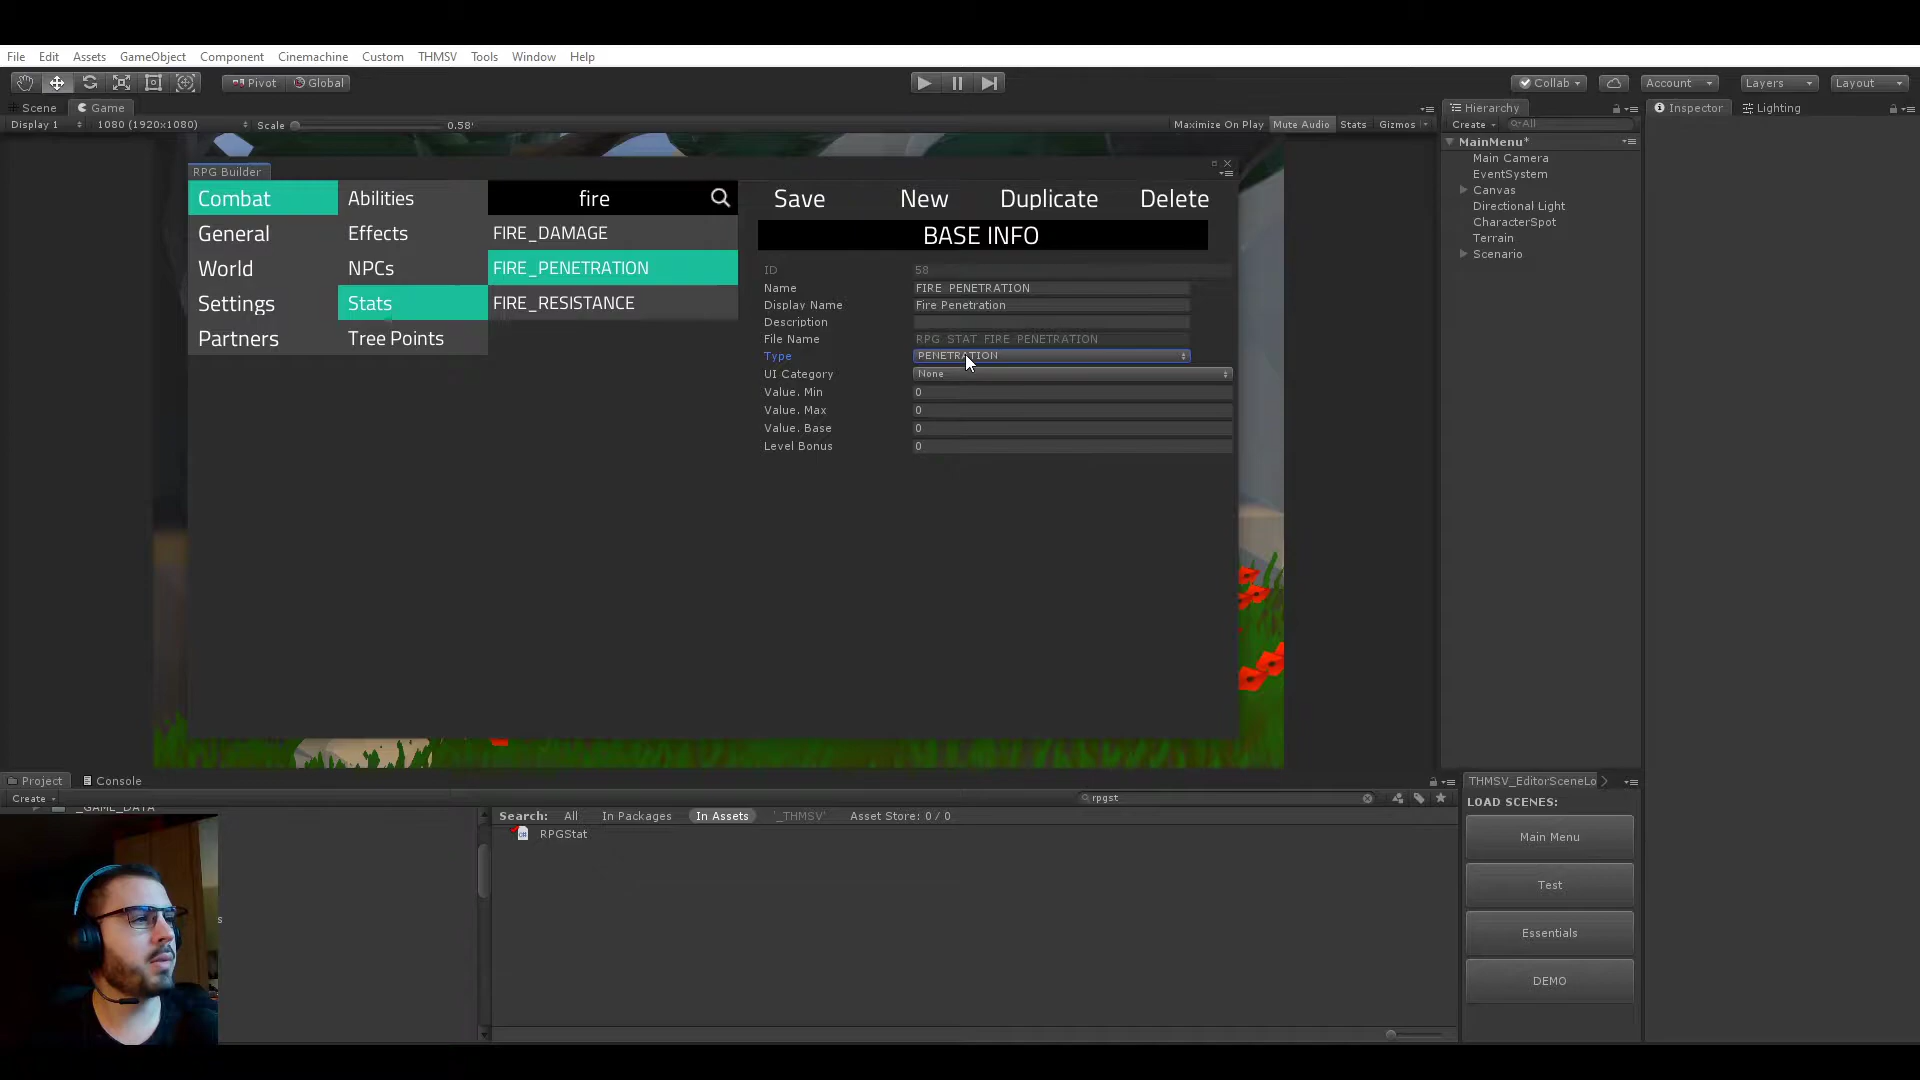 File Edit Assets GameObject Component Cinemachine Custom THMSV Tools Window Help
Pivot Global Collab Account Layers Layout
Scene Game
Display 1 1080 (1920x1080) Scale 0.58 Maximize On Play Mute Audio Stats Gizmos
Hierarchy
Create All
MainMenu*
Main Camera
EventSystem
Canvas
Directional Light
CharacterSpot
Terrain
Scenario
Inspector Lighting
RPG Builder
Combat
General
World
Settings
Partners
Abilities
Effects
NPCs
Stats
Tree Points
fire
FIRE_DAMAGE
FIRE_PENETRATION
FIRE_RESISTANCE
Save New Duplicate Delete
BASE INFO
ID 58
Name FIRE_PENETRATION
Display Name Fire Penetration
Description
File Name RPG_STAT_FIRE_PENETRATION
Type PENETRATION
UI Category None
Value. Min 0
Value. Max 0
Value. Base 0
Level Bonus 0
Project Console
Create rpgst
_GAME_DATA
s
Search: All In Packages In Assets '_THMSV' Asset Store: 0 / 0
RPGStat
THMSV_EditorSceneLo
LOAD SCENES:
Main Menu
Test
Essentials
DEMO